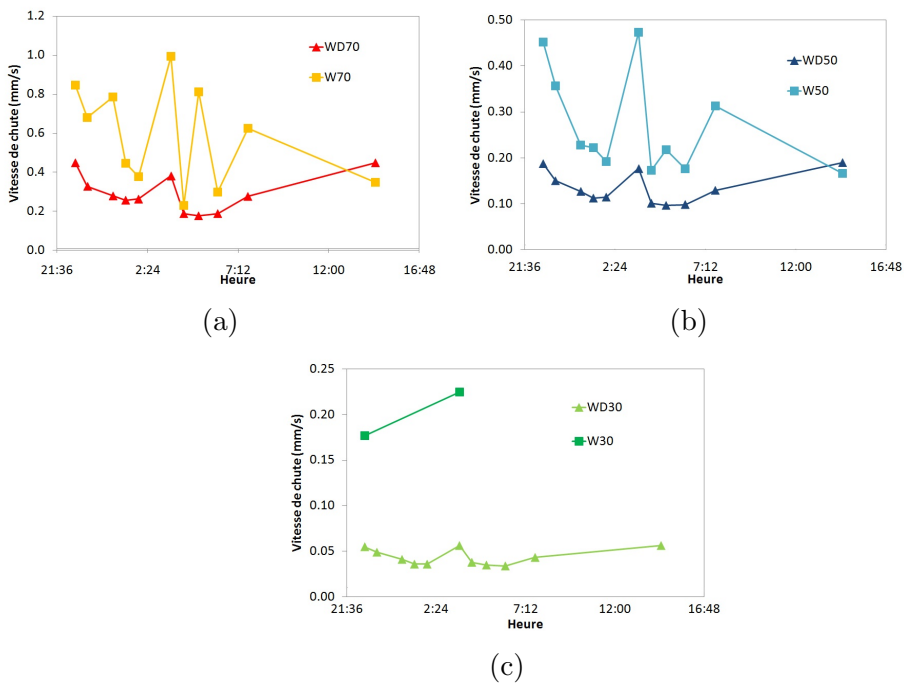 1.2
1.0
0.8
0.6
0.4
0.2
0.0
Vitesse de chute (mm/s)
WD70
W70
21:36 2:24 7:12 12:00 16:48
Heure
(a)
0.50
0.40
0.30
0.20
0.10
0.00
Vitesse de chute (mm/s)
WD50
W50
21:36 2:24 7:12 12:00 16:48
Heure
(b)
0.25
0.20
0.15
0.10
0.05
0.00
Vitesse de chute (mm/s)
WD30
W30
21:36 2:24 7:12 12:00 16:48
Heure
(c)